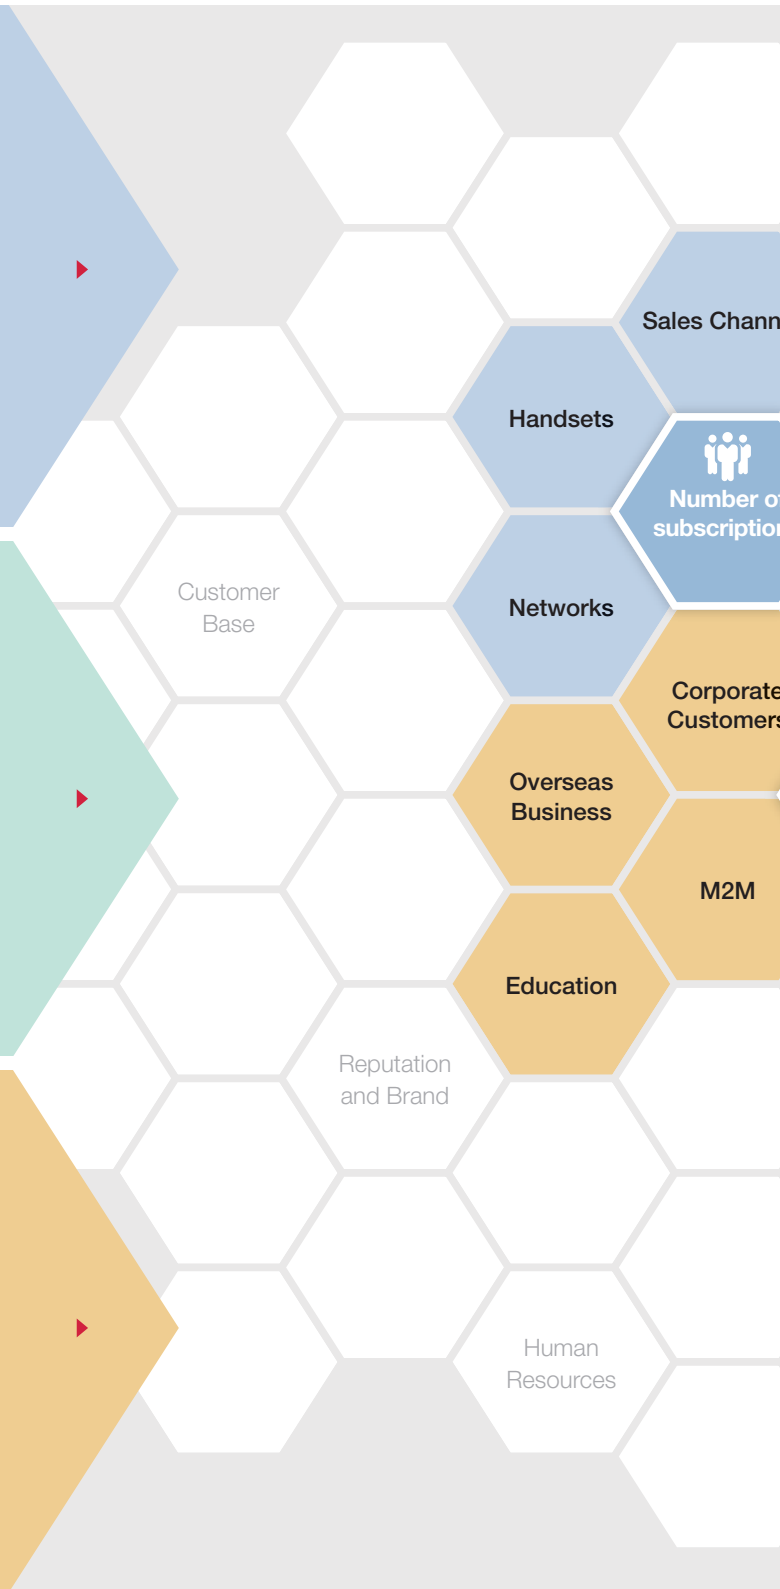 Sales Chann
Handsets
Number of
subscription
Customer
Base
Networks
Corporate
Customers
Overseas
Business
M2M
Education
Reputation
and Brand
Human
Resources